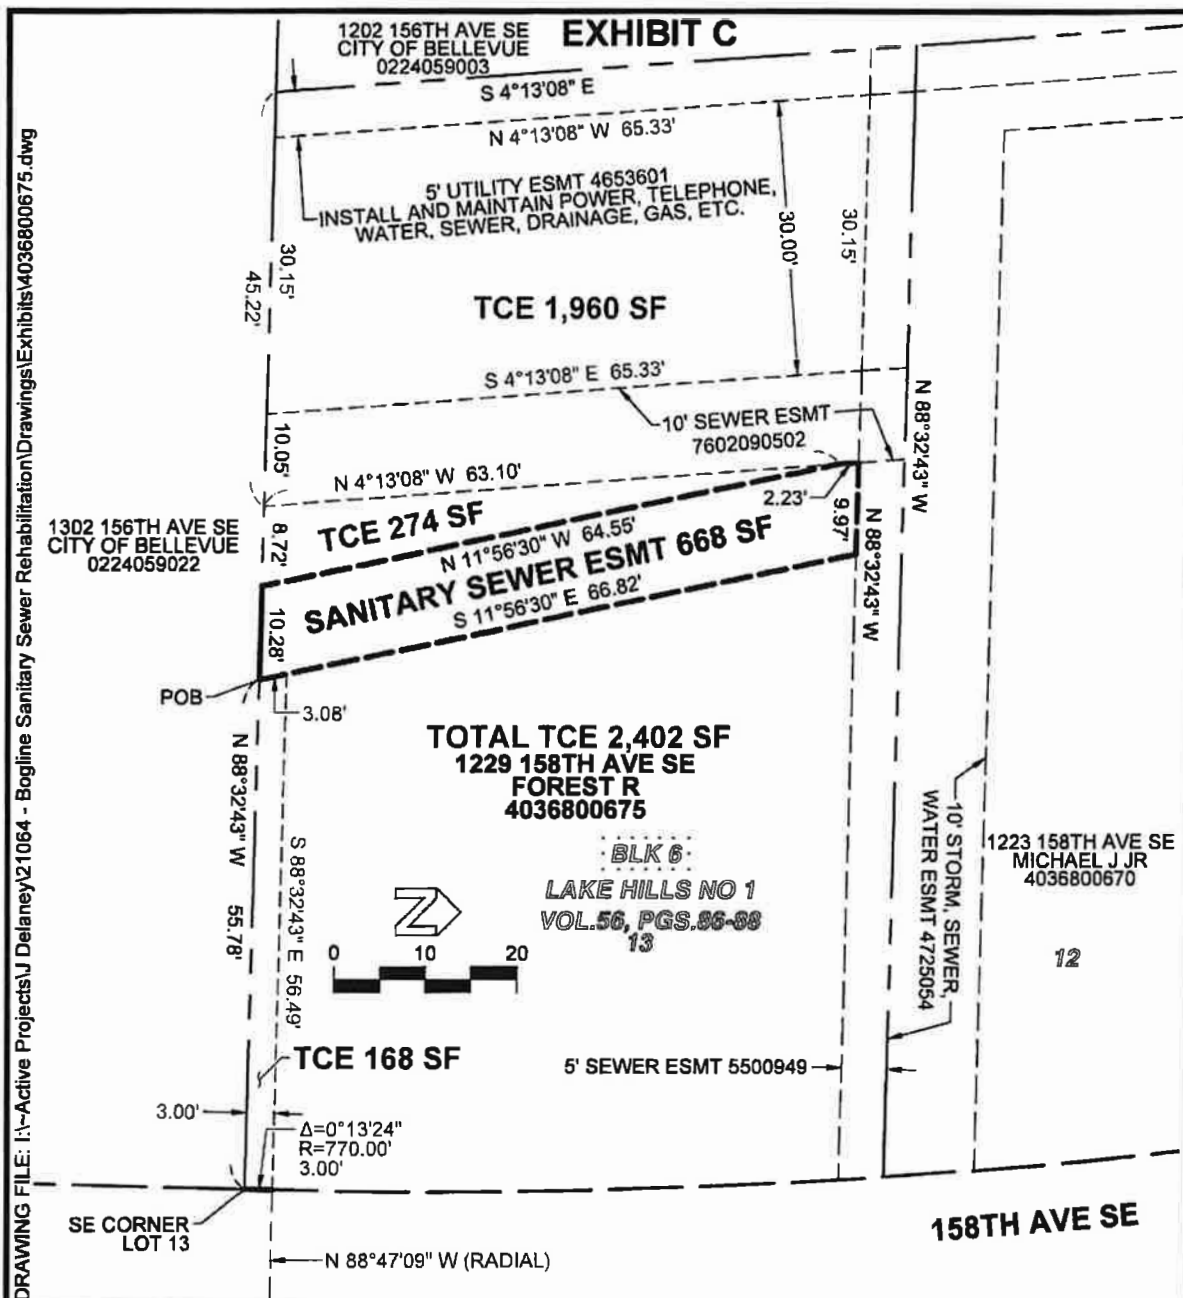 EXHIBIT C
1202 156TH AVE SE
CITY OF BELLEVUE
0224059003
S 4°13'08" E
N 4°13'08" W 65.33'
5' UTILITY ESMT 4653601
INSTALL AND MAINTAIN POWER, TELEPHONE,
WATER, SEWER, DRAINAGE, GAS, ETC.
30.15'
45.22'
30.00'
30.15'
TCE 1,960 SF
S 4°13'08" E 65.33'
10' SEWER ESMT
7602090502
N 88°32'43" W
10.05'
N 4°13'08" W 63.10'
2.23'
9.97'
N 88°32'43" W
1302 156TH AVE SE
CITY OF BELLEVUE
0224059022
8.72'
TCE 274 SF
N 11°56'30" W 64.55'
SANITARY SEWER ESMT 668 SF
S 11°56'30" E 66.82'
10.28'
POB
3.08'
TOTAL TCE 2,402 SF
1229 158TH AVE SE
FOREST R
4036800675
BLK 6
LAKE HILLS NO 1
VOL.56, PGS.86-88
13
N 88°32'43" W 55.78'
S 88°32'43" E 56.49'
N
0 10 20
10' STORM, SEWER,
WATER ESMT 4725054
1223 158TH AVE SE
MICHAEL J JR
4036800670
12
TCE 168 SF
5' SEWER ESMT 5500949
3.00'
Δ=0°13'24"
R=770.00'
3.00'
SE CORNER
LOT 13
N 88°47'09" W (RADIAL)
158TH AVE SE
DRAWING FILE: I:\~Active Projects\J Delaney\21064 - Bogline Sanitary Sewer Rehabilitation\Drawings\Exhibits\4036800675.dwg